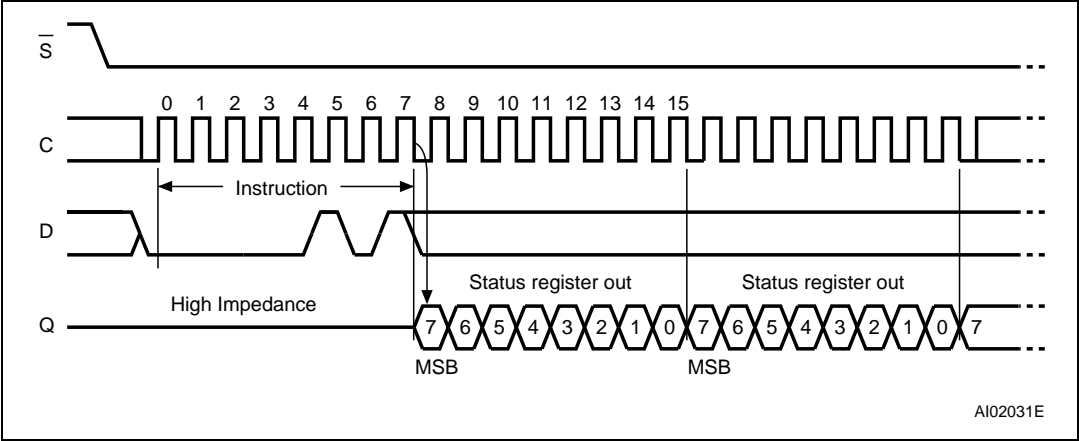 S
0 1 2 3 4 5 6 7 8 9 10 11 12 13 14 15
C
Instruction
D
Status register out Status register out
High Impedance
Q 7 6 5 4 3 2 1 0 7 6 5 4 3 2 1 0 7
MSB MSB
AI02031E